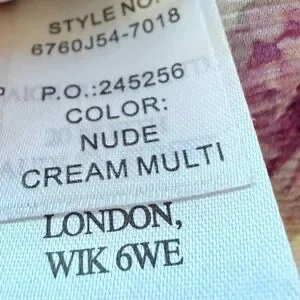 STYLE NO.
6760J54-7018
P.O.:245256
COLOR:
NUDE
CREAM MULTI
LONDON,
WIK 6WE